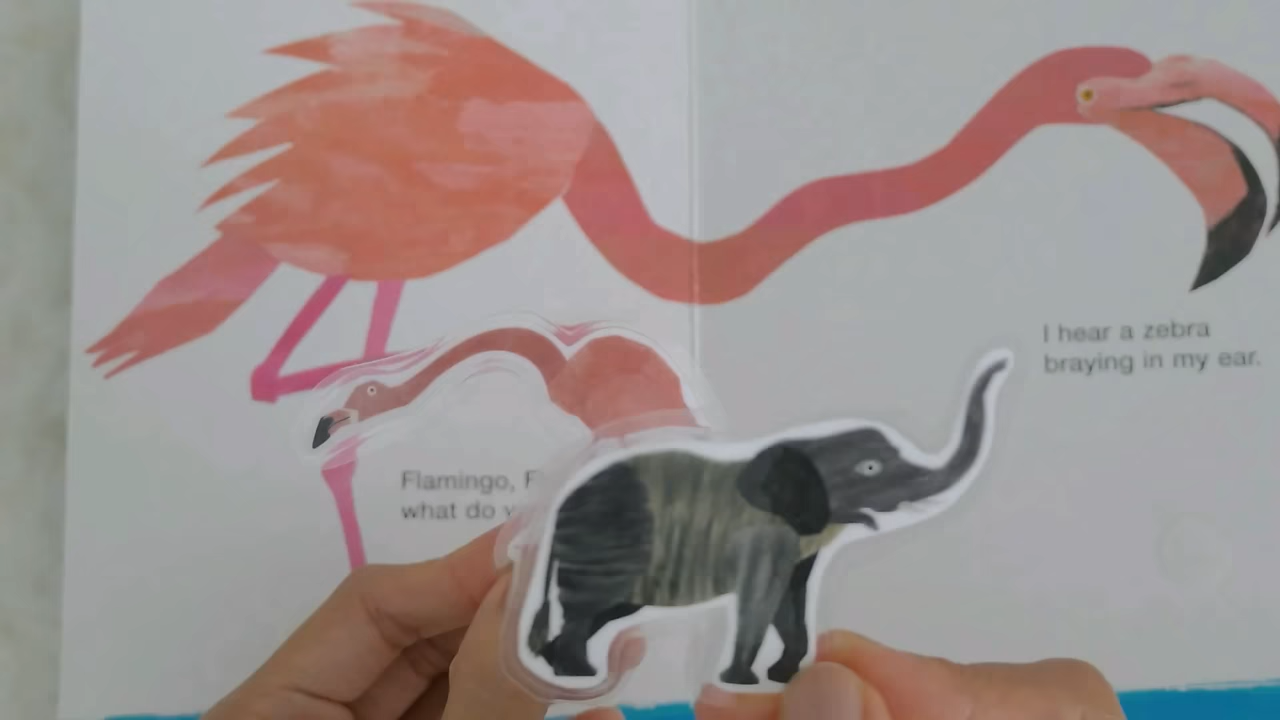 Flamingo,
what do
I hear a zebra
braying in my ear.